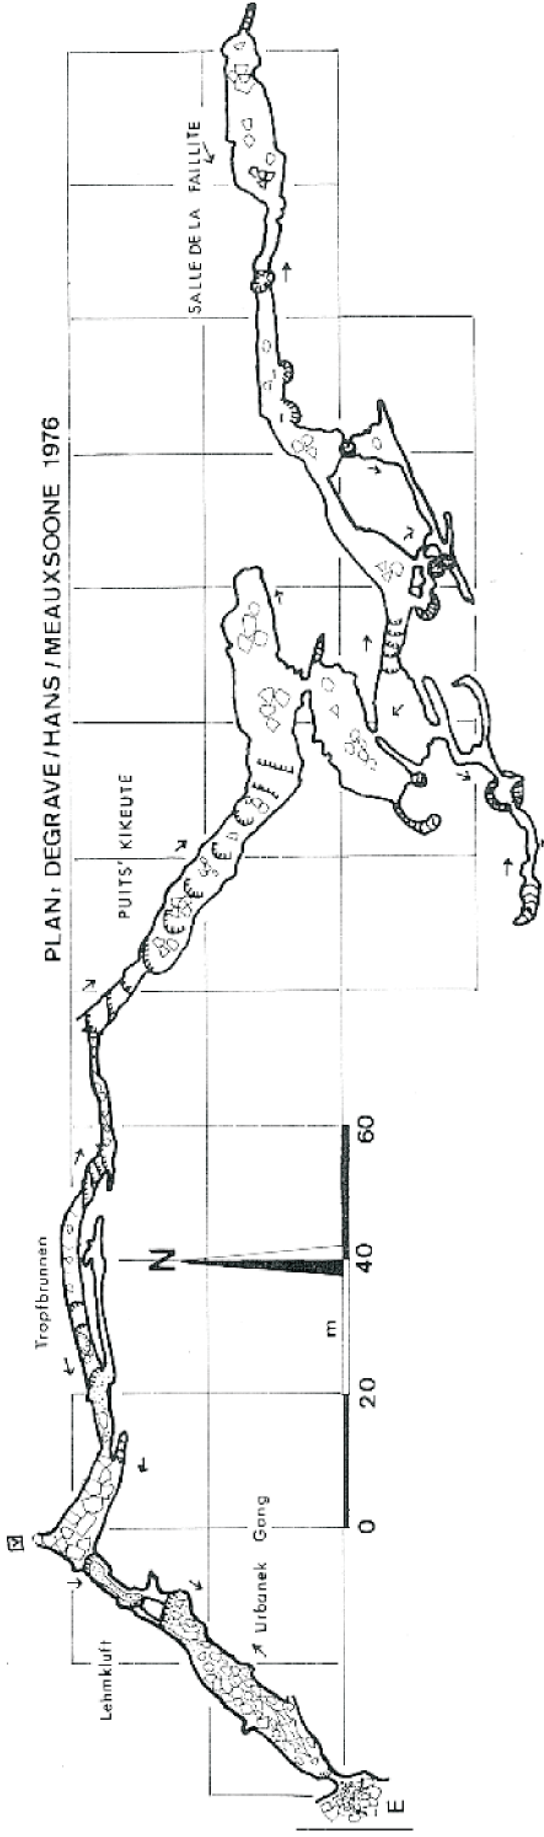 PLAN: DEGRAVE/HANS/MEAUXSOONE 1976
SALLE DE LA FAILLITE
PUITS' KIKEUTE
Tropfbrunnen
N
0 20 40 60
m
V
Lehmkluft
Urbanek Gang
E